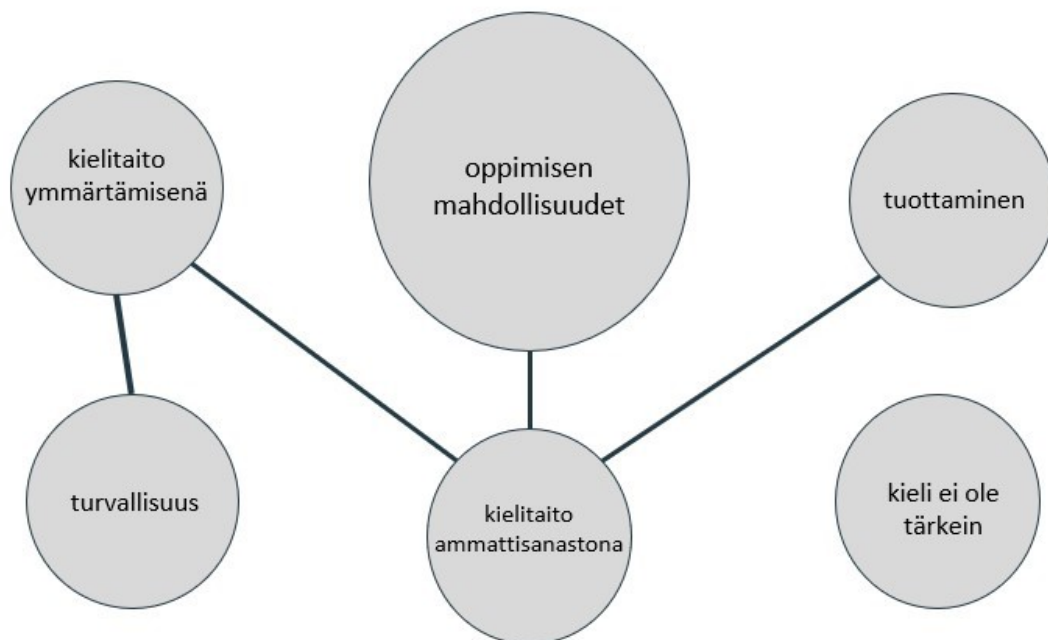 kielitaito
ymmärtämisenä
oppimisen
mahdollisuudet
tuottaminen
turvallisuus
kielitaito
ammattisanastona
kieli ei ole
tärkein